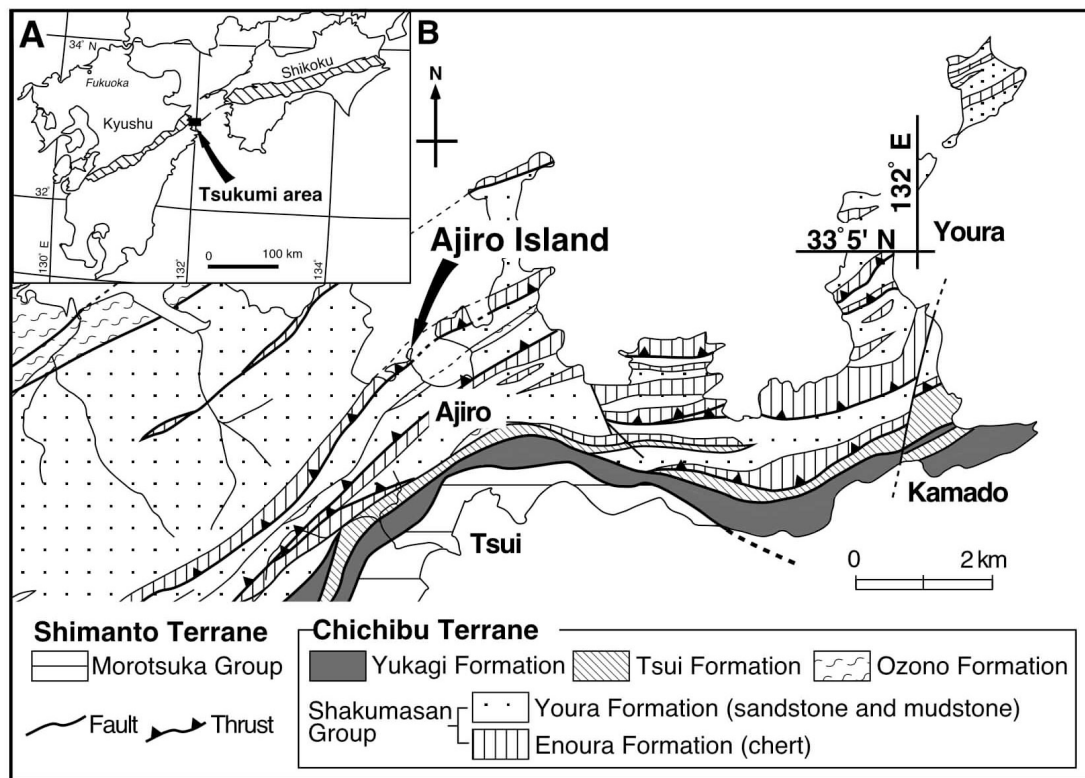 A
34° N
Fukuoka
Kyushu
Shikoku
Tsukumi area
32°
130° E
132°
134°
0 100 km
B
N
Ajiro Island
132° E
33° 5' N
Youra
Ajiro
Tsui
Kamado
0 2 km
Shimanto Terrane
Morotsuka Group
Fault
Thrust
Chichibu Terrane
Yukagi Formation
Tsui Formation
Ozono Formation
Shakumasan
Group
Youra Formation (sandstone and mudstone)
Enoura Formation (chert)